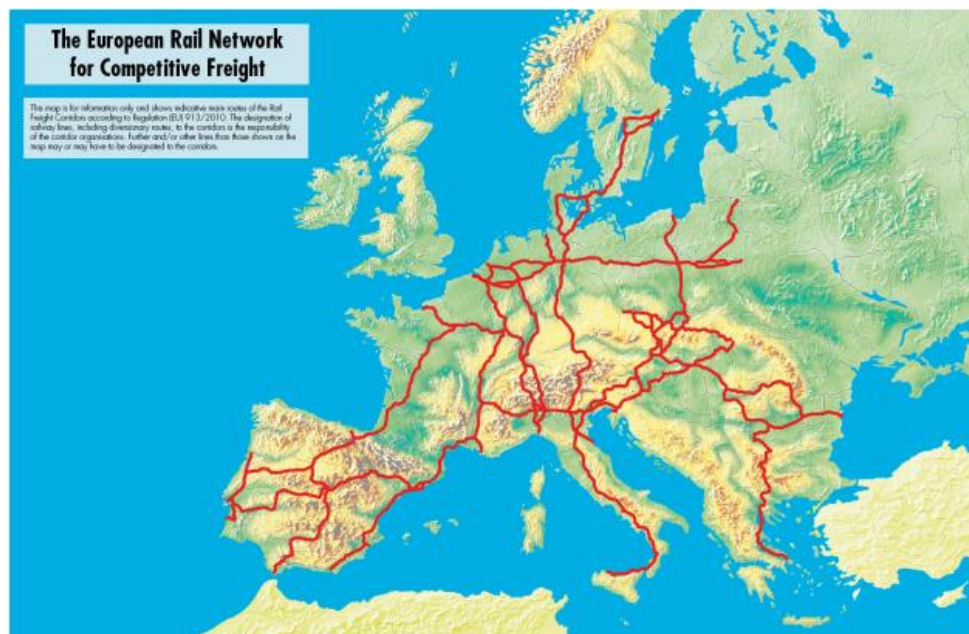 The European Rail Network
for Competitive Freight
This map is for information only and shows indicative main routes of the Rail
Freight Corridors according to Regulation (EU) 913/2010. The designation of
railway lines, including diversionary routes, to the corridors is the responsibility
of the corridor organisations. Further and/or other lines than those shown on the
map may or may have to be designated to the corridors.